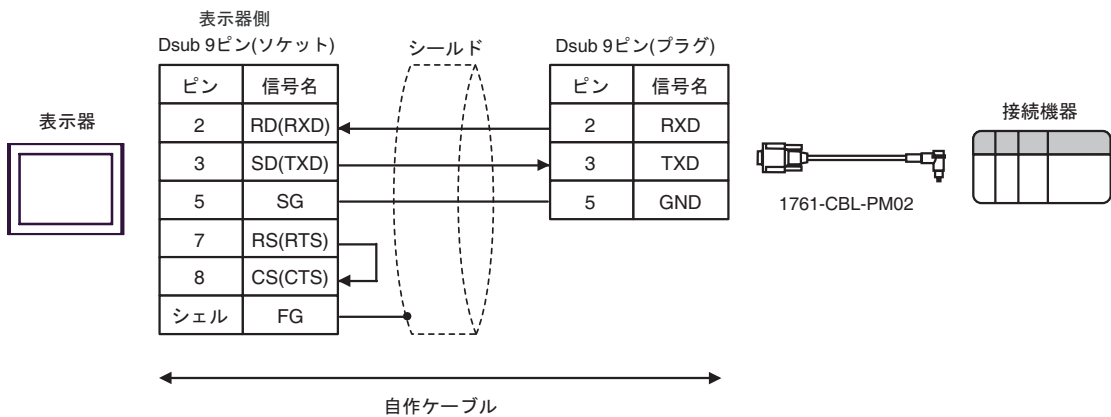 表示器側
Dsub 9ピン(ソケット)
シールド
Dsub 9ピン(プラグ)
ピン 信号名
2 RD(RXD)
3 SD(TXD)
5 SG
7 RS(RTS)
8 CS(CTS)
シェル FG
ピン 信号名
2 RXD
3 TXD
5 GND
表示器
接続機器
1761-CBL-PM02
自作ケーブル